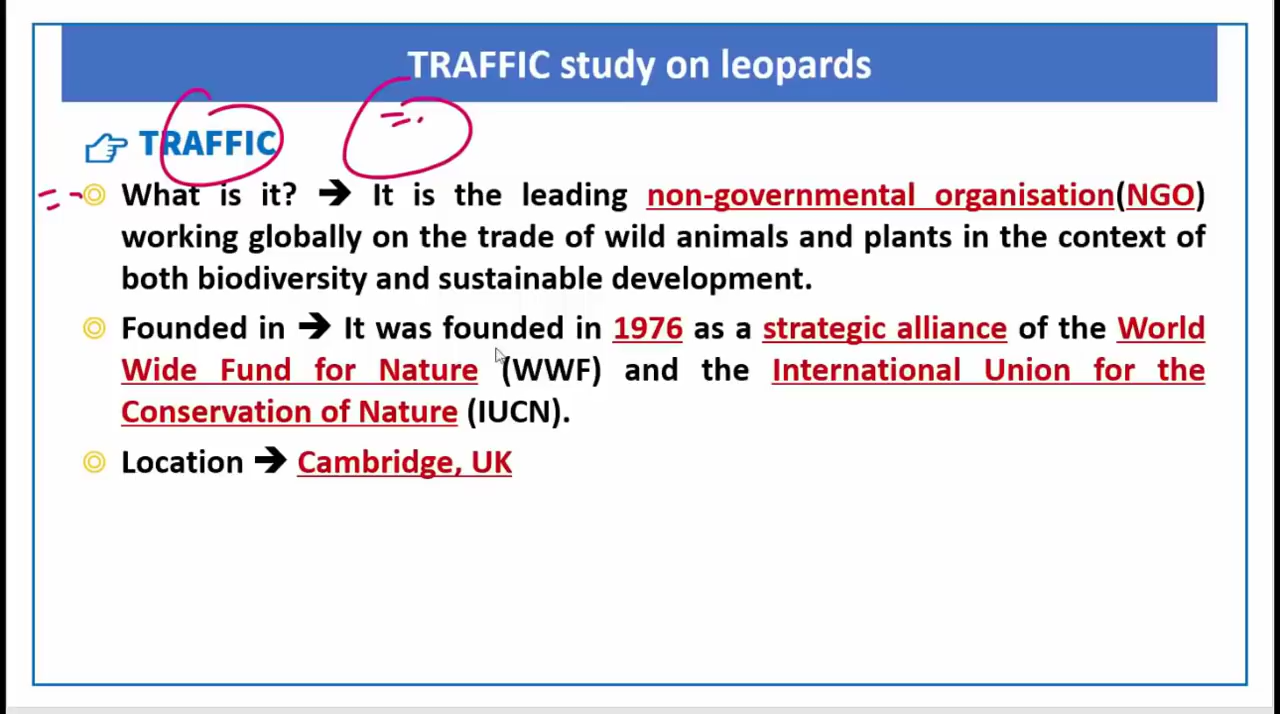 TRAFFIC study on leopards
TRAFFIC
What is it? ➔ It is the leading non-governmental organisation(NGO)
working globally on the trade of wild animals and plants in the context of
both biodiversity and sustainable development.
Founded in ➔ It was founded in 1976 as a strategic alliance of the World
Wide Fund for Nature (WWF) and the International Union for the
Conservation of Nature (IUCN).
Location ➔ Cambridge, UK